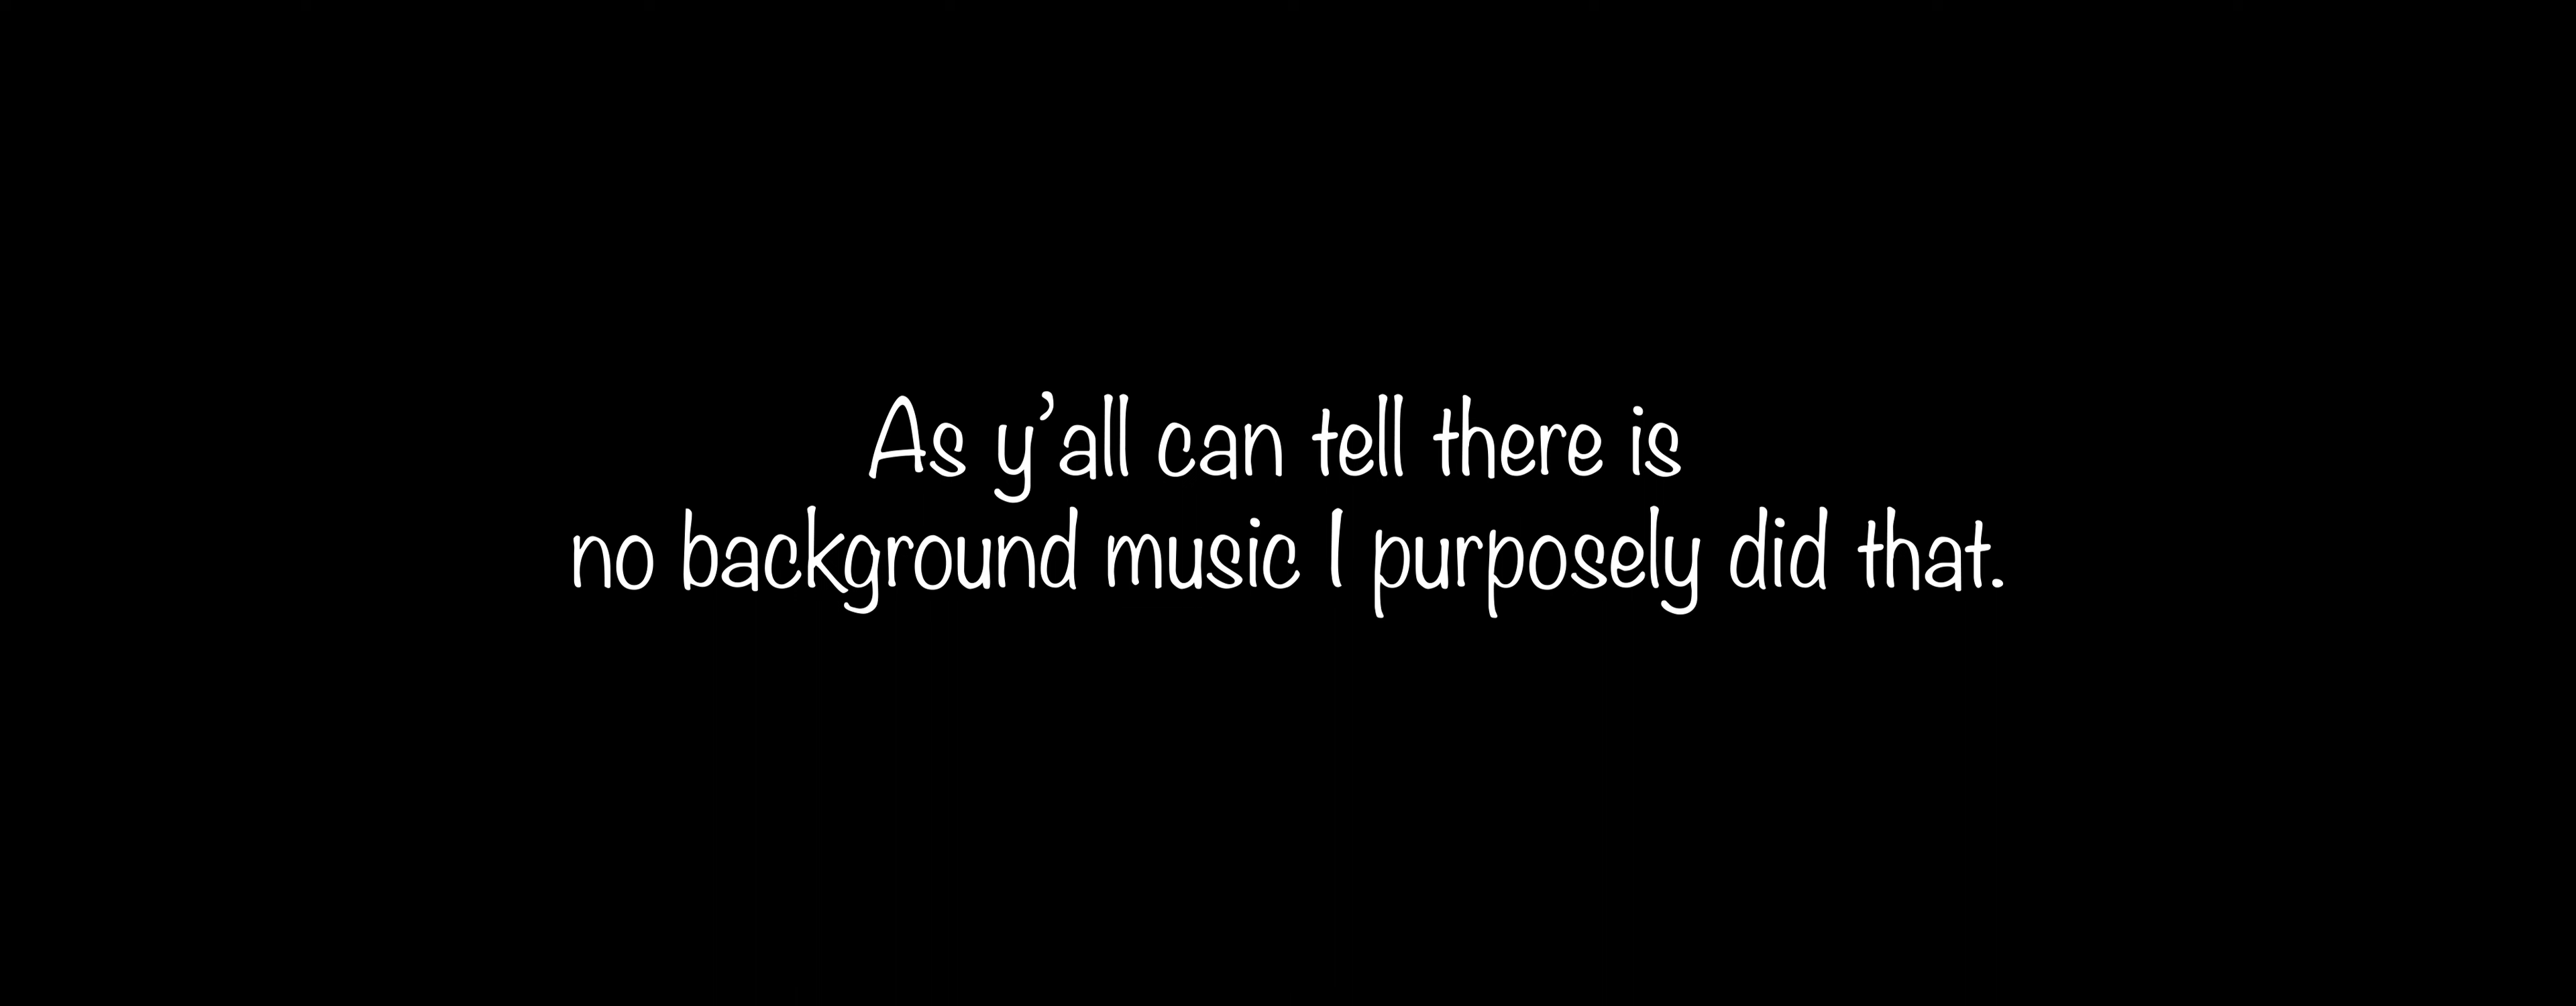 As y’all can tell there is
no background music I purposely did that.